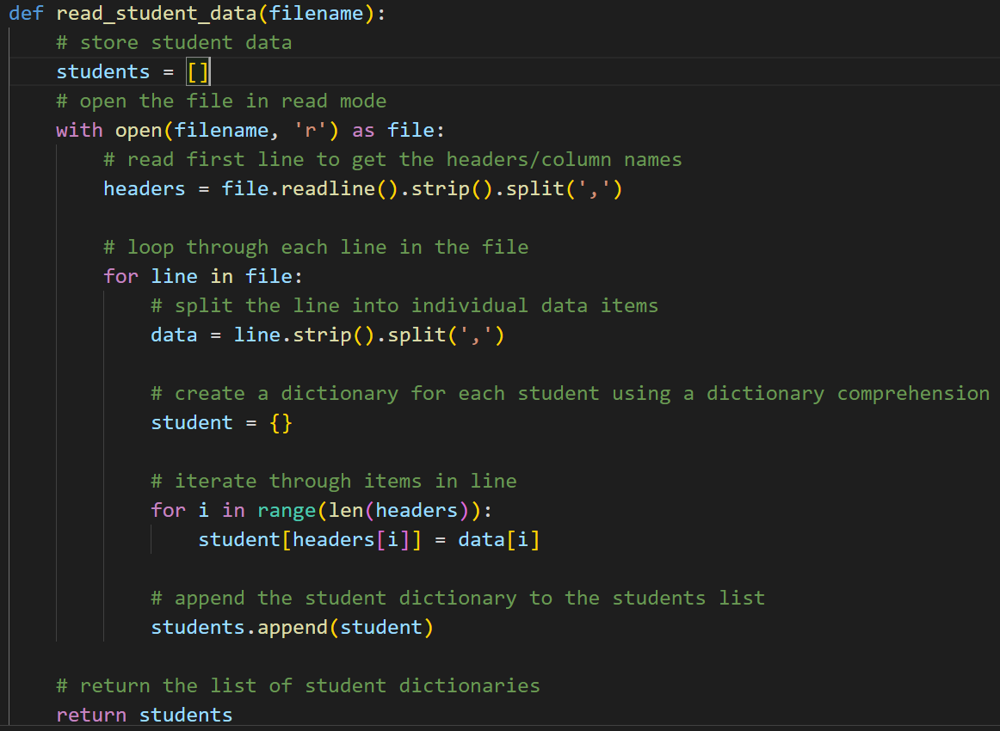 def read_student_data(filename):
    # store student data
    students = []
    # open the file in read mode
    with open(filename, 'r') as file:
        # read first line to get the headers/column names
        headers = file.readline().strip().split(',')

        # loop through each line in the file
        for line in file:
            # split the line into individual data items
            data = line.strip().split(',')

            # create a dictionary for each student using a dictionary comprehension
            student = {}

            # iterate through items in line
            for i in range(len(headers)):
                student[headers[i]] = data[i]

            # append the student dictionary to the students list
            students.append(student)

    # return the list of student dictionaries
    return students